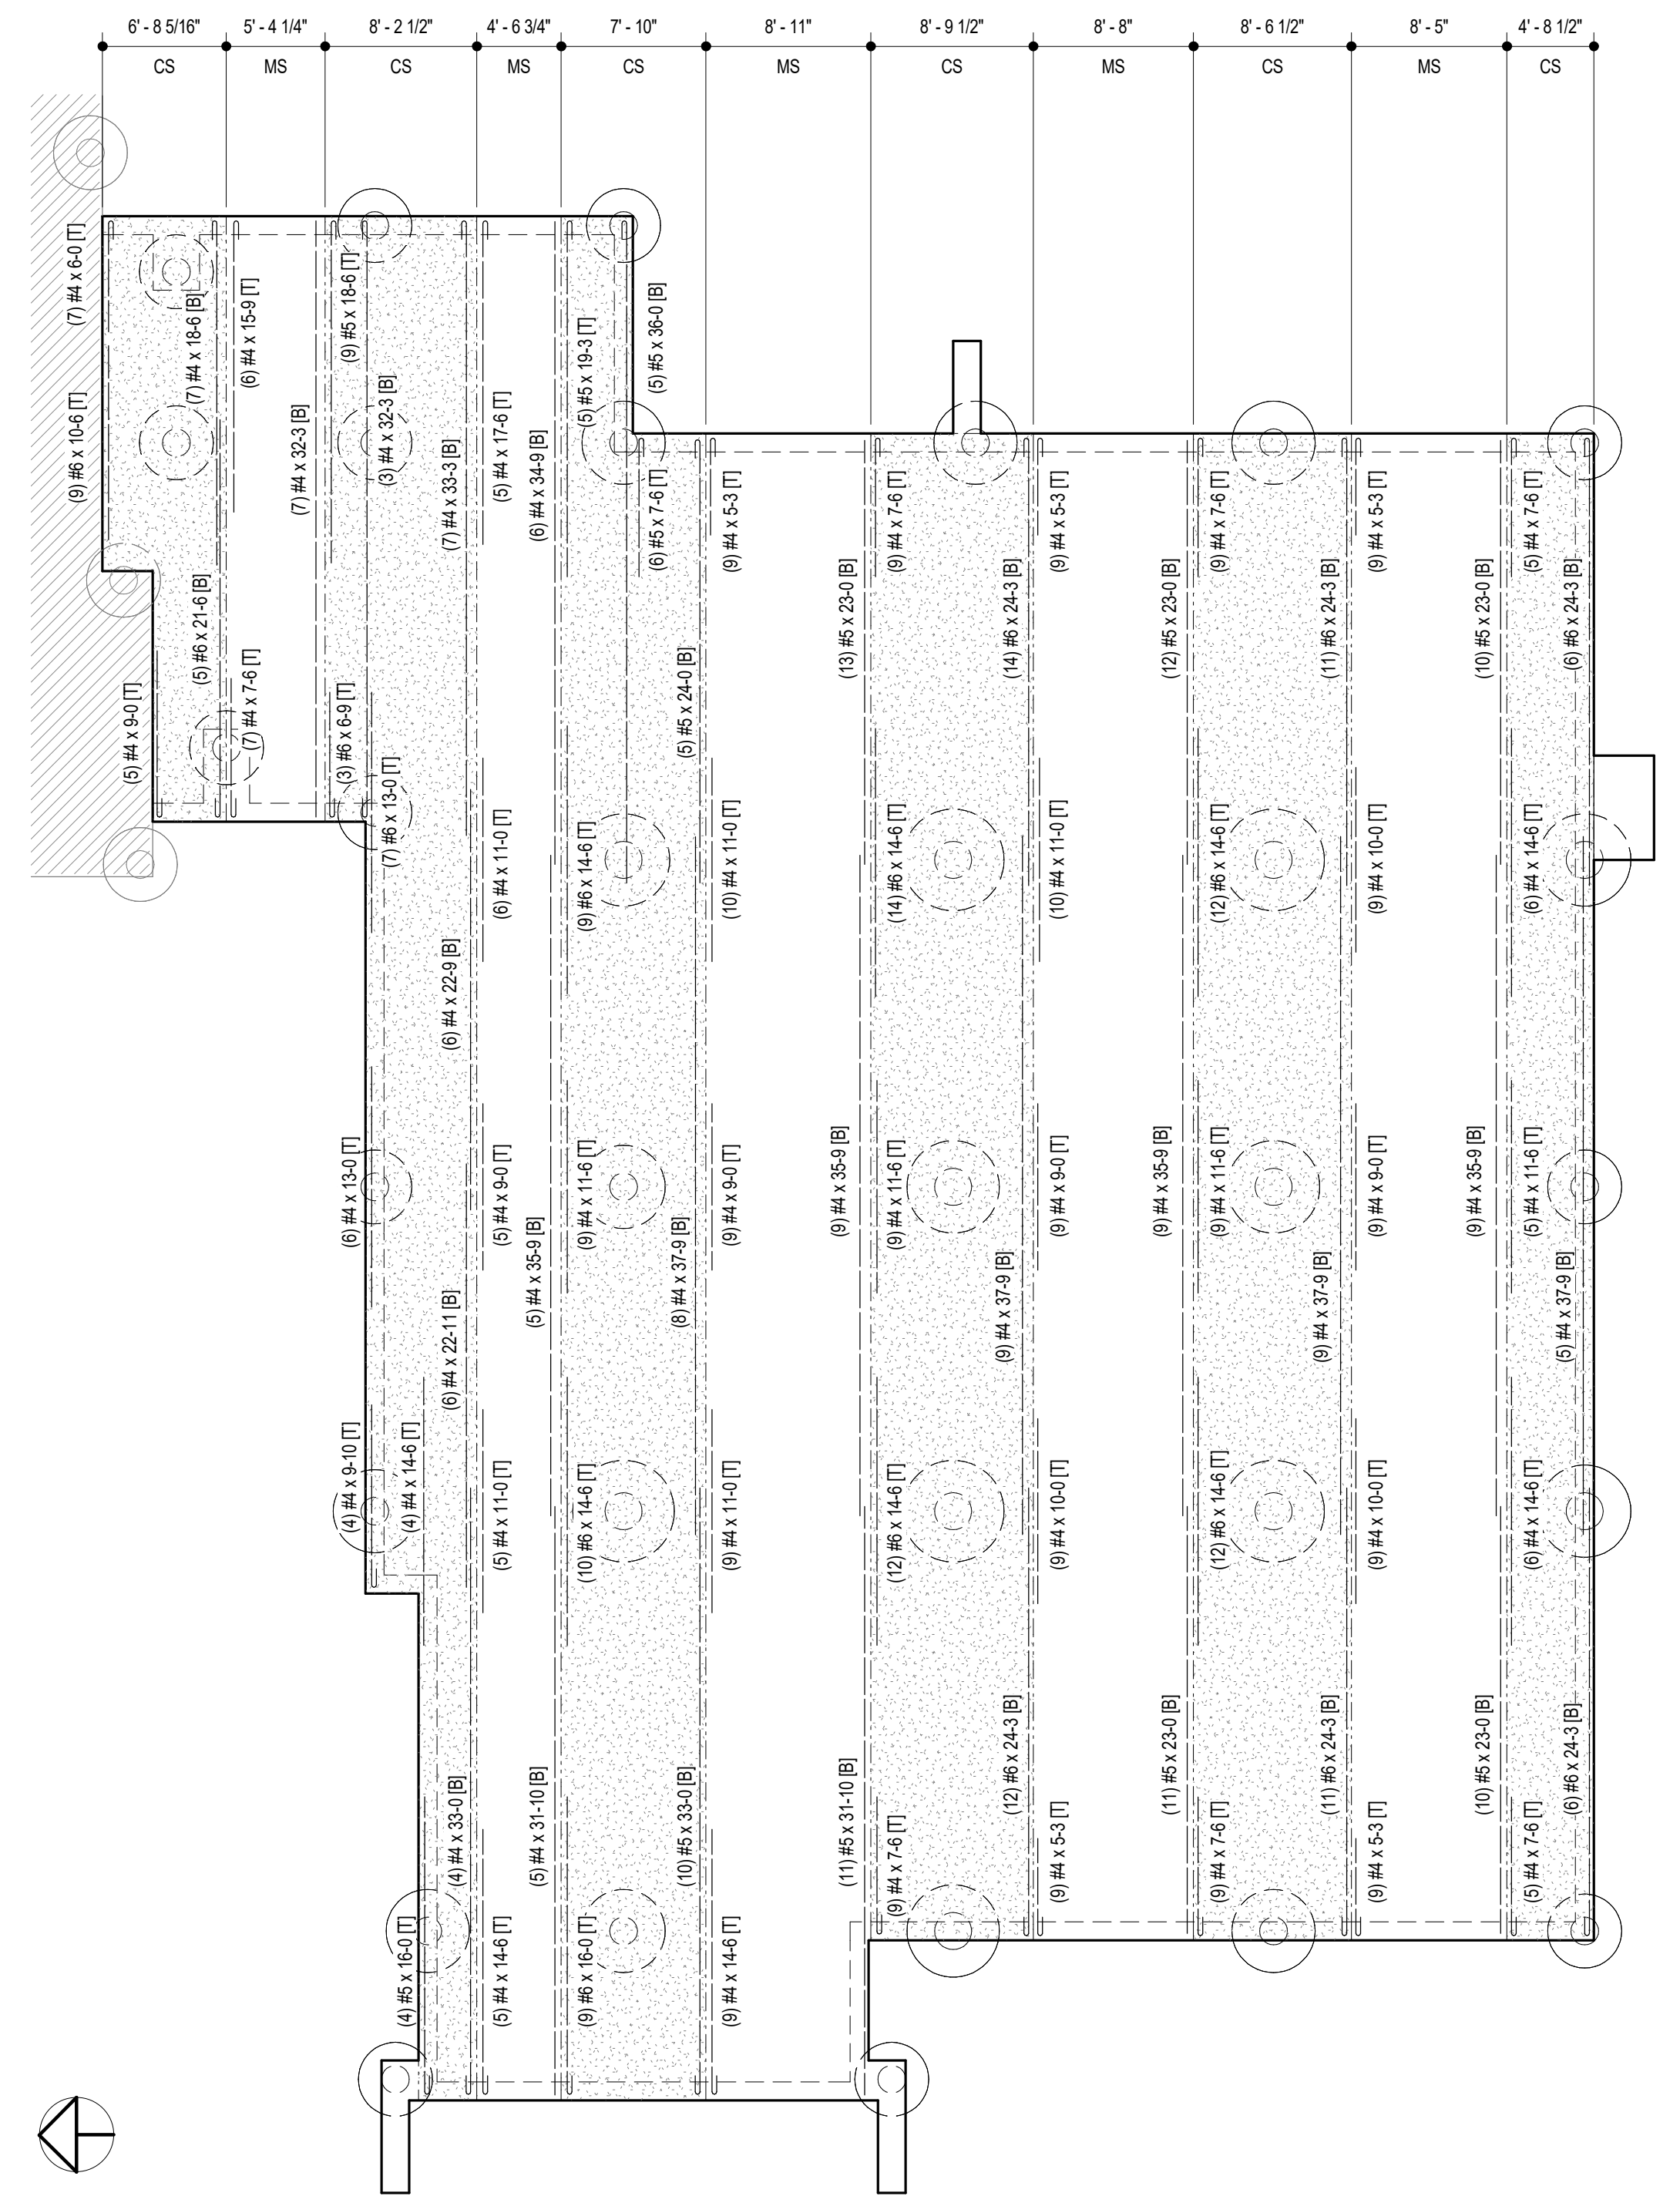 6' - 8 5/16"
5' - 4 1/4"
8' - 2 1/2"
4' - 6 3/4"
7' - 10"
8' - 11"
8' - 9 1/2"
8' - 8"
8' - 6 1/2"
8' - 5"
4' - 8 1/2"
CS
MS
CS
MS
CS
MS
CS
MS
CS
MS
CS
(7) #4 x 6-0 [T]
(9) #6 x 10-6 [T]
(7) #4 x 18-6 [B]
(6) #4 x 15-9 [T]
(7) #4 x 32-3 [B]
(9) #5 x 18-6 [T]
(3) #4 x 32-3 [B]
(7) #4 x 33-3 [B]
(5) #4 x 17-6 [T]
(6) #4 x 34-9 [B]
(5) #5 x 19-3 [T]
(5) #5 x 36-0 [B]
(6) #5 x 7-6 [T]
(9) #4 x 5-3 [T]
(9) #4 x 7-6 [T]
(9) #4 x 5-3 [T]
(9) #4 x 7-6 [T]
(9) #4 x 5-3 [T]
(5) #4 x 7-6 [T]
(13) #5 x 23-0 [B]
(14) #6 x 24-3 [B]
(12) #5 x 23-0 [B]
(11) #6 x 24-3 [B]
(10) #5 x 23-0 [B]
(6) #6 x 24-3 [B]
(5) #4 x 9-0 [T]
(5) #6 x 21-6 [B]
(7) #4 x 7-6 [T]
(3) #6 x 6-9 [T]
(7) #6 x 13-0 [T]
(5) #5 x 24-0 [B]
(6) #4 x 11-0 [T]
(9) #6 x 14-6 [T]
(10) #4 x 11-0 [T]
(14) #6 x 14-6 [T]
(10) #4 x 11-0 [T]
(12) #6 x 14-6 [T]
(9) #4 x 10-0 [T]
(6) #4 x 14-6 [T]
(6) #4 x 22-9 [B]
(6) #4 x 13-0 [T]
(5) #4 x 9-0 [T]
(9) #4 x 11-6 [T]
(9) #4 x 9-0 [T]
(9) #4 x 35-9 [B]
(9) #4 x 11-6 [T]
(9) #4 x 9-0 [T]
(9) #4 x 35-9 [B]
(9) #4 x 11-6 [T]
(9) #4 x 9-0 [T]
(9) #4 x 35-9 [B]
(5) #4 x 11-6 [T]
(6) #4 x 22-11 [B]
(5) #4 x 35-9 [B]
(8) #4 x 37-9 [B]
(9) #4 x 37-9 [B]
(9) #4 x 37-9 [B]
(5) #4 x 37-9 [B]
(4) #4 x 9-10 [T]
(4) #4 x 14-6 [T]
(5) #4 x 11-0 [T]
(10) #6 x 14-6 [T]
(9) #4 x 11-0 [T]
(12) #6 x 14-6 [T]
(9) #4 x 10-0 [T]
(12) #6 x 14-6 [T]
(9) #4 x 10-0 [T]
(6) #4 x 14-6 [T]
(4) #4 x 33-0 [B]
(5) #4 x 31-10 [B]
(10) #5 x 33-0 [B]
(11) #5 x 31-10 [B]
(12) #6 x 24-3 [B]
(11) #5 x 23-0 [B]
(11) #6 x 24-3 [B]
(10) #5 x 23-0 [B]
(6) #6 x 24-3 [B]
(9) #4 x 7-6 [T]
(9) #4 x 5-3 [T]
(9) #4 x 7-6 [T]
(9) #4 x 5-3 [T]
(5) #4 x 7-6 [T]
(4) #5 x 16-0 [T]
(5) #4 x 14-6 [T]
(9) #6 x 16-0 [T]
(9) #4 x 14-6 [T]